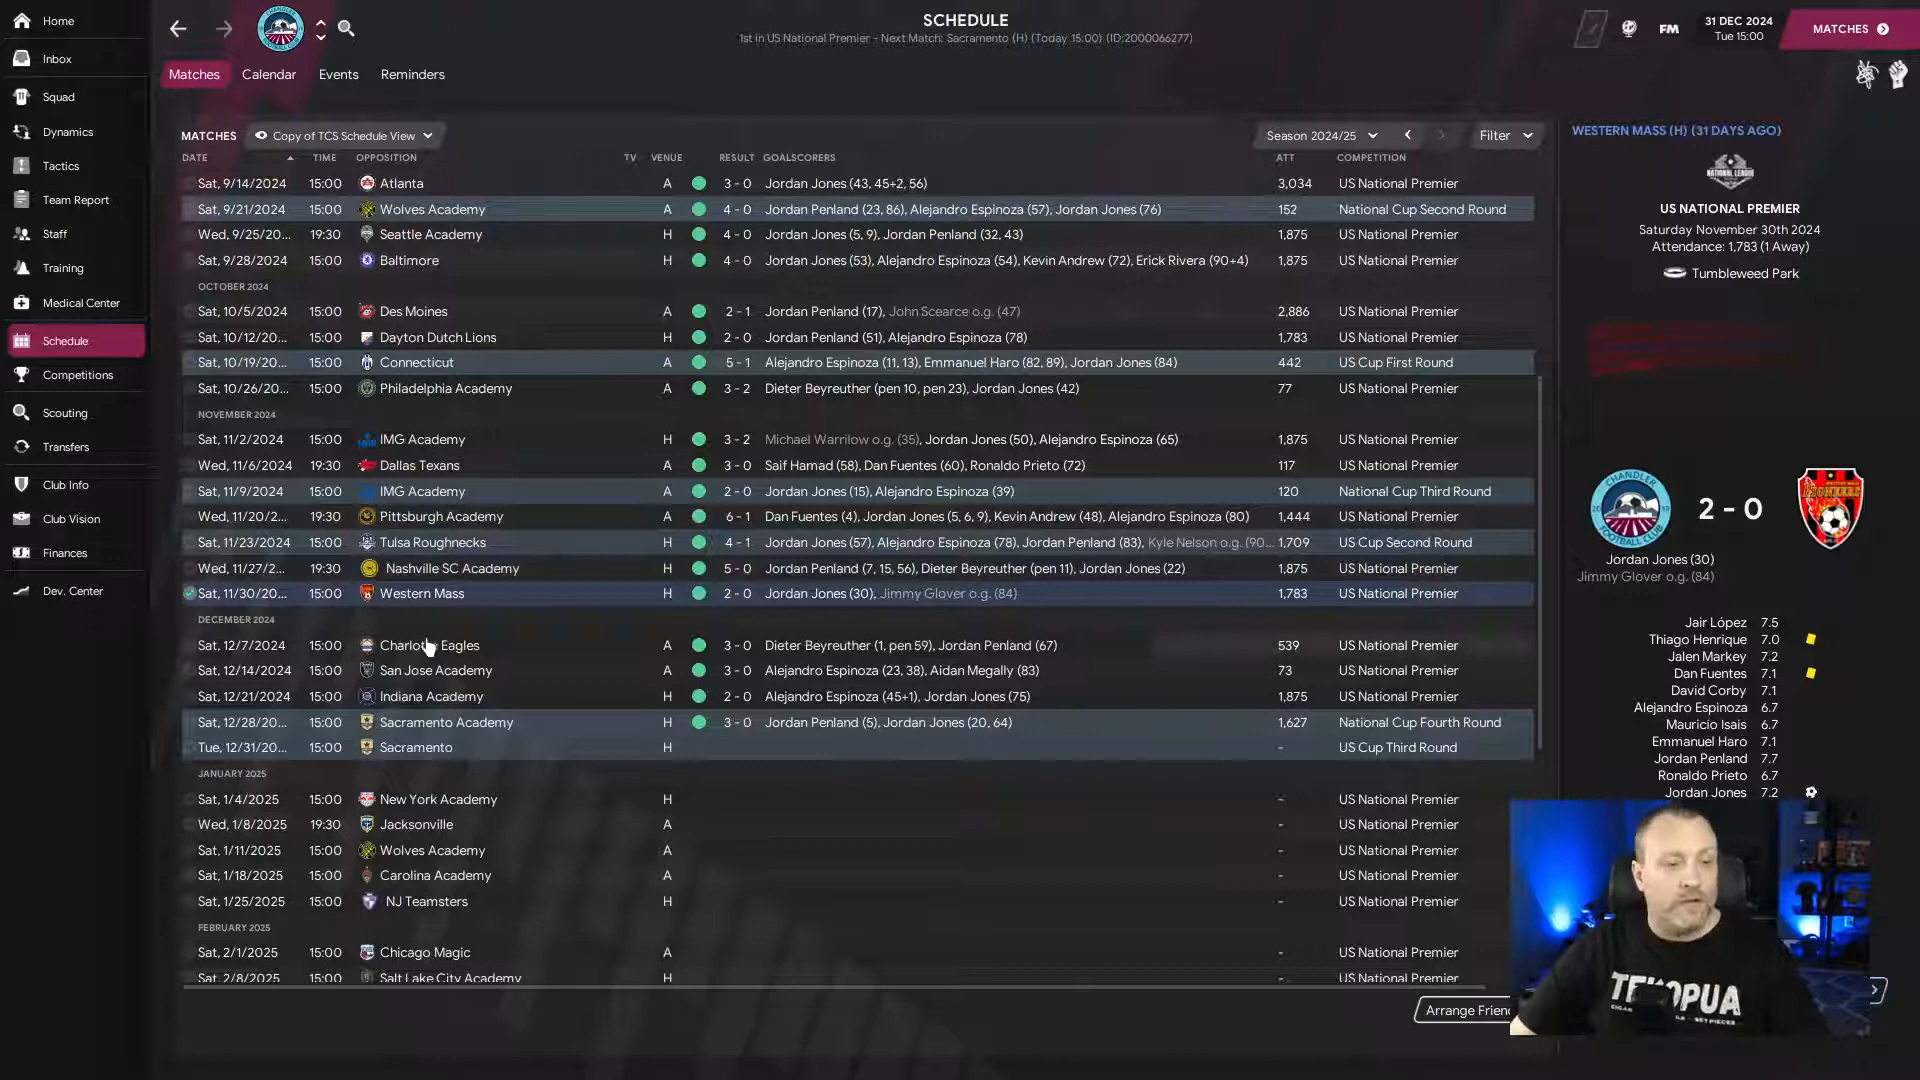 Home
SCHEDULE
1st in US National Premier - Next Match: Sacramento (H) (Today 15:00) (ID:2000066277)
FM
31 DEC 2024
Tue 15:00
MATCHES
Inbox
Squad
Dynamics
Tactics
Team Report
Staff
Training
Medical Center
Schedule
Competitions
Scouting
Transfers
Club Info
Club Vision
Finances
Dev. Center
Matches Calendar Events Reminders
MATCHES Copy of TCS Schedule View Season 2024/25 Filter
DATE TIME OPPOSITION TV VENUE RESULT GOALSCORERS ATT COMPETITION
Sat, 9/14/2024 15:00 Atlanta A 3 - 0 Jordan Jones (43, 45+2, 56) 3,034 US National Premier
Sat, 9/21/2024 15:00 Wolves Academy A 4 - 0 Jordan Penland (23, 86), Alejandro Espinoza (57), Jordan Jones (76) 152 National Cup Second Round
Wed, 9/25/20... 19:30 Seattle Academy H 4 - 0 Jordan Jones (5, 9), Jordan Penland (32, 43) 1,875 US National Premier
Sat, 9/28/2024 15:00 Baltimore H 4 - 0 Jordan Jones (53), Alejandro Espinoza (54), Kevin Andrew (72), Erick Rivera (90+4) 1,875 US National Premier
OCTOBER 2024
Sat, 10/5/2024 15:00 Des Moines A 2 - 1 Jordan Penland (17), John Scearce o.g. (47) 2,886 US National Premier
Sat, 10/12/20... 15:00 Dayton Dutch Lions H 2 - 0 Jordan Penland (51), Alejandro Espinoza (78) 1,783 US National Premier
Sat, 10/19/20... 15:00 Connecticut A 5 - 1 Alejandro Espinoza (11, 13), Emmanuel Haro (82, 89), Jordan Jones (84) 442 US Cup First Round
Sat, 10/26/20... 15:00 Philadelphia Academy A 3 - 2 Dieter Beyreuther (pen 10, pen 23), Jordan Jones (42) 77 US National Premier
NOVEMBER 2024
Sat, 11/2/2024 15:00 IMG Academy H 3 - 2 Michael Warrilow o.g. (35), Jordan Jones (50), Alejandro Espinoza (65) 1,875 US National Premier
Wed, 11/6/2024 19:30 Dallas Texans A 3 - 0 Saif Hamad (58), Dan Fuentes (60), Ronaldo Prieto (72) 117 US National Premier
Sat, 11/9/2024 15:00 IMG Academy A 2 - 0 Jordan Jones (15), Alejandro Espinoza (39) 120 National Cup Third Round
Wed, 11/20/2... 19:30 Pittsburgh Academy A 6 - 1 Dan Fuentes (4), Jordan Jones (5, 6, 9), Kevin Andrew (48), Alejandro Espinoza (80) 1,444 US National Premier
Sat, 11/23/2024 15:00 Tulsa Roughnecks H 4 - 1 Jordan Jones (57), Alejandro Espinoza (78), Jordan Penland (83), Kyle Nelson o.g. (90... 1,709 US Cup Second Round
Wed, 11/27/2... 19:30 Nashville SC Academy H 5 - 0 Jordan Penland (7, 15, 56), Dieter Beyreuther (pen 11), Jordan Jones (22) 1,875 US National Premier
Sat, 11/30/20... 15:00 Western Mass H 2 - 0 Jordan Jones (30), Jimmy Glover o.g. (84) 1,783 US National Premier
DECEMBER 2024
Sat, 12/7/2024 15:00 Charlotte Eagles A 3 - 0 Dieter Beyreuther (1, pen 59), Jordan Penland (67) 539 US National Premier
Sat, 12/14/2024 15:00 San Jose Academy A 3 - 0 Alejandro Espinoza (23, 38), Aidan Megally (83) 73 US National Premier
Sat, 12/21/2024 15:00 Indiana Academy H 2 - 0 Alejandro Espinoza (45+1), Jordan Jones (75) 1,875 US National Premier
Sat, 12/28/20... 15:00 Sacramento Academy H 3 - 0 Jordan Penland (5), Jordan Jones (20, 64) 1,627 National Cup Fourth Round
Tue, 12/31/20... 15:00 Sacramento H - US Cup Third Round
JANUARY 2025
Sat, 1/4/2025 15:00 New York Academy H - US National Premier
Wed, 1/8/2025 19:30 Jacksonville A - US National Premier
Sat, 1/11/2025 15:00 Wolves Academy A - US National Premier
Sat, 1/18/2025 15:00 Carolina Academy A - US National Premier
Sat, 1/25/2025 15:00 NJ Teamsters H - US National Premier
FEBRUARY 2025
Sat, 2/1/2025 15:00 Chicago Magic A - US National Premier
Sat, 2/8/2025 15:00 Salt Lake City Academy H - US National Premier
Arrange Friend
WESTERN MASS (H) (31 DAYS AGO)
NATIONAL LEAGUE
US NATIONAL PREMIER
Saturday November 30th 2024
Attendance: 1,783 (1 Away)
Tumbleweed Park
CHANDLER
FOOTBALL CLUB
2 - 0
PIONEERS
Jordan Jones (30)
Jimmy Glover o.g. (84)
Jair López 7.5
Thiago Henrique 7.0
Jalen Markey 7.2
Dan Fuentes 7.1
David Corby 7.1
Alejandro Espinoza 6.7
Mauricio Isais 6.7
Emmanuel Haro 7.1
Jordan Penland 7.7
Ronaldo Prieto 6.7
Jordan Jones 7.2